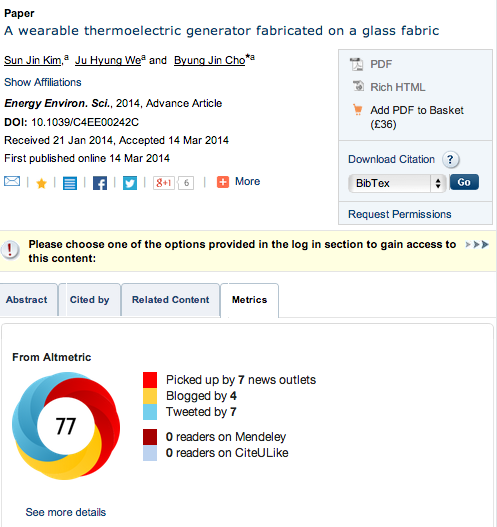 Paper
A wearable thermoelectric generator fabricated on a glass fabric
Sun Jin Kim,a Ju Hyung Wea and Byung Jin Cho*a
Show Affiliations
Energy Environ. Sci., 2014, Advance Article
DOI: 10.1039/C4EE00242C
Received 21 Jan 2014, Accepted 14 Mar 2014
First published online 14 Mar 2014
g+1 6 More
PDF
Rich HTML
Add PDF to Basket
(£36)
Download Citation ?
BibTex Go
Request Permissions
Please choose one of the options provided in the log in section to gain access to
this content:
Abstract Cited by Related Content Metrics
From Altmetric
77
Picked up by 7 news outlets
Blogged by 4
Tweeted by 7
0 readers on Mendeley
0 readers on CiteULike
See more details